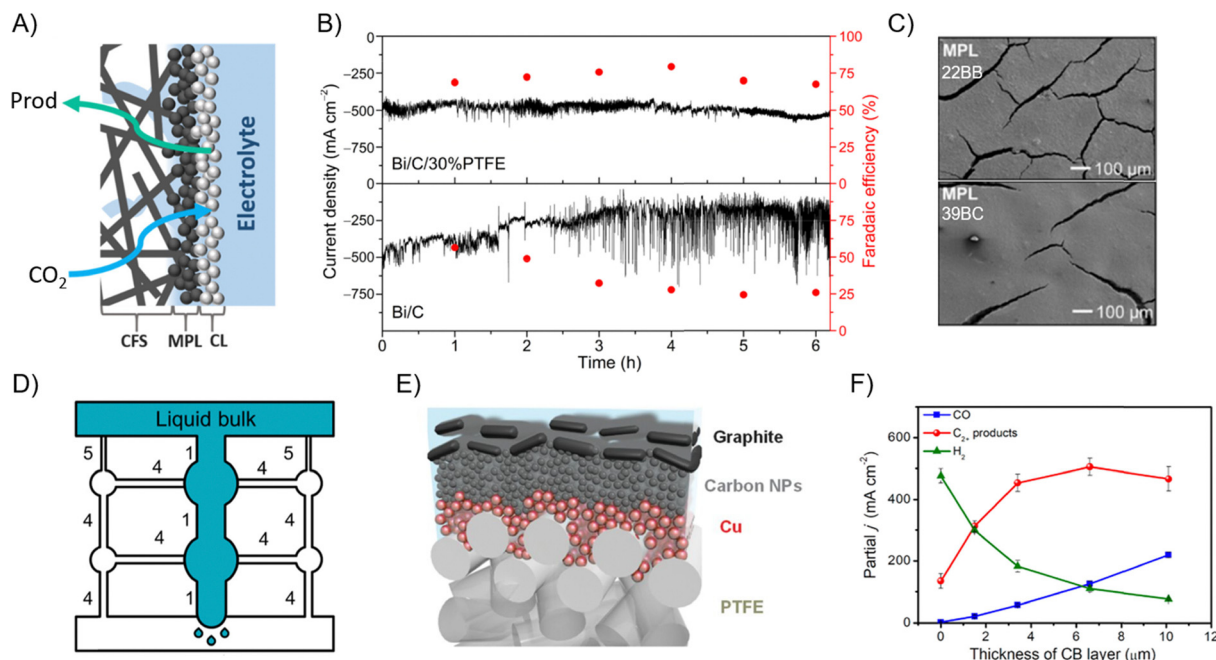 A)
Prod
CO2
Electrolyte
CFS MPL CL
B)
Current density (mA cm−2)
0
−250
−500
−750
0
−250
−500
−750
Bi/C/30%PTFE
Bi/C
100
75
50
25
0
75
50
25
0
Faradaic efficiency (%)
1 2 3 4 5 6
Time (h)
C)
MPL
22BB
100 μm
MPL
39BC
100 μm
D)
Liquid bulk
5 1 5
4 4
4 1 4
4 4
4 1 4
E)
Graphite
Carbon NPs
Cu
PTFE
F)
CO
C2+ products
H2
Partial j (mA cm−2)
600
400
200
0
0 2 4 6 8 10 12
Thickness of CB layer (μm)